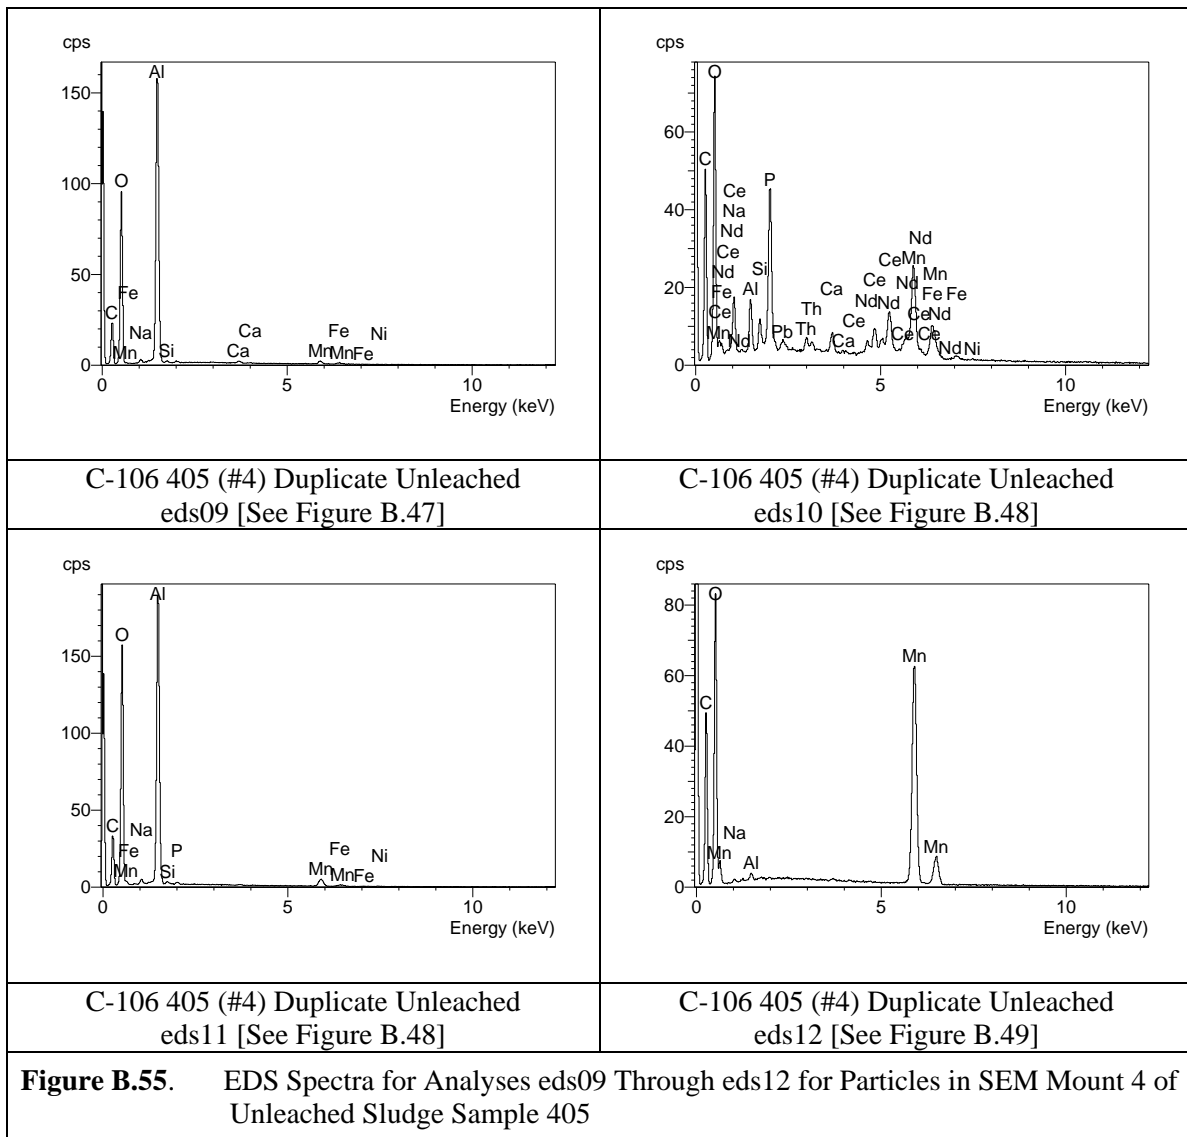 cps
Al
150
100
O
Fe
50
C
Na
Ca
Fe
Ni
Mn
Si
Ca
Mn
MnFe
0
0
5
10
Energy (keV)
C-106 405 (#4) Duplicate Unleached
eds09 [See Figure B.47]
cps
O
60
C
P
Ce
Na
40
Nd
Nd
Ce
Ce
Mn
Nd
Si
Ce
Nd
Mn
20
Fe
Al
Ca
Nd
Nd
Fe
Fe
Ce
Th
Ce
Ce
Nd
Mn
Nd
Pb
Th
Ca
Ce
Ce
Nd
Ni
0
0
5
10
Energy (keV)
C-106 405 (#4) Duplicate Unleached
eds10 [See Figure B.48]
cps
Al
O
150
100
50
C
Na
Fe
P
Fe
Ni
Mn
Si
Mn
MnFe
0
0
5
10
Energy (keV)
C-106 405 (#4) Duplicate Unleached
eds11 [See Figure B.48]
cps
80
O
Mn
60
C
40
20
Na
Mn
Mn
Al
0
0
5
10
Energy (keV)
C-106 405 (#4) Duplicate Unleached
eds12 [See Figure B.49]
Figure B.55. EDS Spectra for Analyses eds09 Through eds12 for Particles in SEM Mount 4 of
Unleached Sludge Sample 405